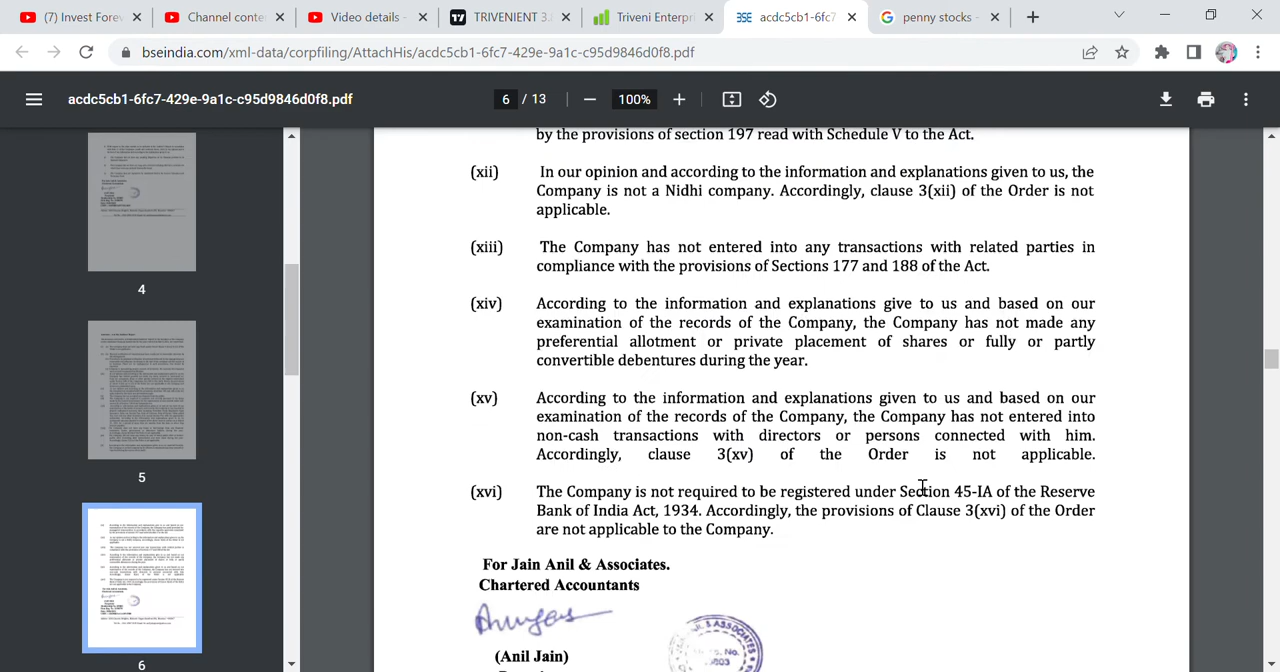 (7) Invest Forev
Channel conte
Video details -
TRIVENIENT 3.
Triveni Enterpr
acdc5cb1-6fc7
penny stocks -
bseindia.com/xml-data/corpfiling/AttachHis/acdc5cb1-6fc7-429e-9a1c-c95d9846d0f8.pdf
acdc5cb1-6fc7-429e-9a1c-c95d9846d0f8.pdf
6 / 13
100%
4
5
6
by the provisions of section 197 read with Schedule V to the Act.
(xii) In our opinion and according to the information and explanations given to us, the
Company is not a Nidhi company. Accordingly, clause 3(xii) of the Order is not
applicable.
(xiii) The Company has not entered into any transactions with related parties in
compliance with the provisions of Sections 177 and 188 of the Act.
(xiv) According to the information and explanations give to us and based on our
examination of the records of the Company, the Company has not made any
preferential allotment or private placement of shares or fully or partly
convertible debentures during the year.
(xv) According to the information and explanations given to us and based on our
examination of the records of the Company, the Company has not entered into
non-cash transactions with directors or persons connected with him.
Accordingly, clause 3(xv) of the Order is not applicable.
(xvi) The Company is not required to be registered under Section 45-IA of the Reserve
Bank of India Act, 1934. Accordingly, the provisions of Clause 3(xvi) of the Order
are not applicable to the Company.
For Jain Anil & Associates.
Chartered Accountants
(Anil Jain)